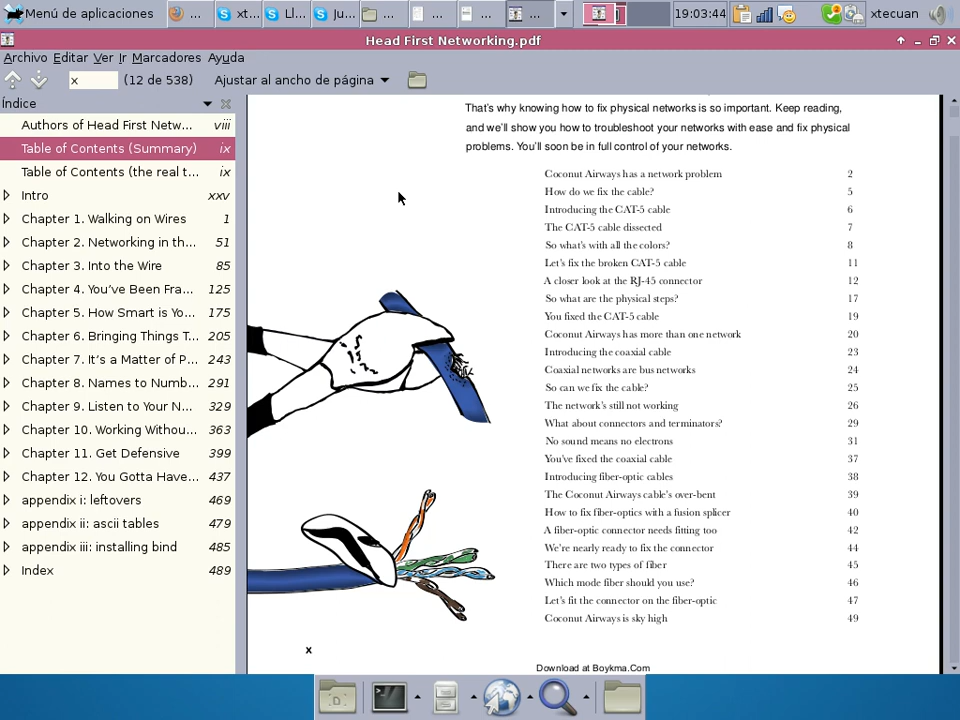 Menú de aplicaciones
...
xt...
Ll...
Ju...
...
...
...
...
19:03:44
xtecuan
Head First Networking.pdf
Archivo Editar Ver Ir Marcadores Ayuda
x
(12 de 538)
Ajustar al ancho de página
Índice
Authors of Head First Netw... viii
Table of Contents (Summary) ix
Table of Contents (the real t... ix
Intro xxv
Chapter 1. Walking on Wires 1
Chapter 2. Networking in th... 51
Chapter 3. Into the Wire 85
Chapter 4. You’ve Been Fra... 125
Chapter 5. How Smart is Yo... 175
Chapter 6. Bringing Things T... 205
Chapter 7. It’s a Matter of P... 243
Chapter 8. Names to Numb... 291
Chapter 9. Listen to Your N... 329
Chapter 10. Working Withou... 363
Chapter 11. Get Defensive 399
Chapter 12. You Gotta Have... 437
appendix i: leftovers 469
appendix ii: ascii tables 479
appendix iii: installing bind 485
Index 489
That’s why knowing how to fix physical networks is so important. Keep reading,
and we’ll show you how to troubleshoot your networks with ease and fix physical
problems. You’ll soon be in full control of your networks.
Coconut Airways has a network problem 2
How do we fix the cable? 5
Introducing the CAT-5 cable 6
The CAT-5 cable dissected 7
So what’s with all the colors? 8
Let’s fix the broken CAT-5 cable 11
A closer look at the RJ-45 connector 12
So what are the physical steps? 17
You fixed the CAT-5 cable 19
Coconut Airways has more than one network 20
Introducing the coaxial cable 23
Coaxial networks are bus networks 24
So can we fix the cable? 25
The network’s still not working 26
What about connectors and terminators? 29
No sound means no electrons 31
You’ve fixed the coaxial cable 37
Introducing fiber-optic cables 38
The Coconut Airways cable’s over-bent 39
How to fix fiber-optics with a fusion splicer 40
A fiber-optic connector needs fitting too 42
We’re nearly ready to fix the connector 44
There are two types of fiber 45
Which mode fiber should you use? 46
Let’s fit the connector on the fiber-optic 47
Coconut Airways is sky high 49
x
Download at Boykma.Com